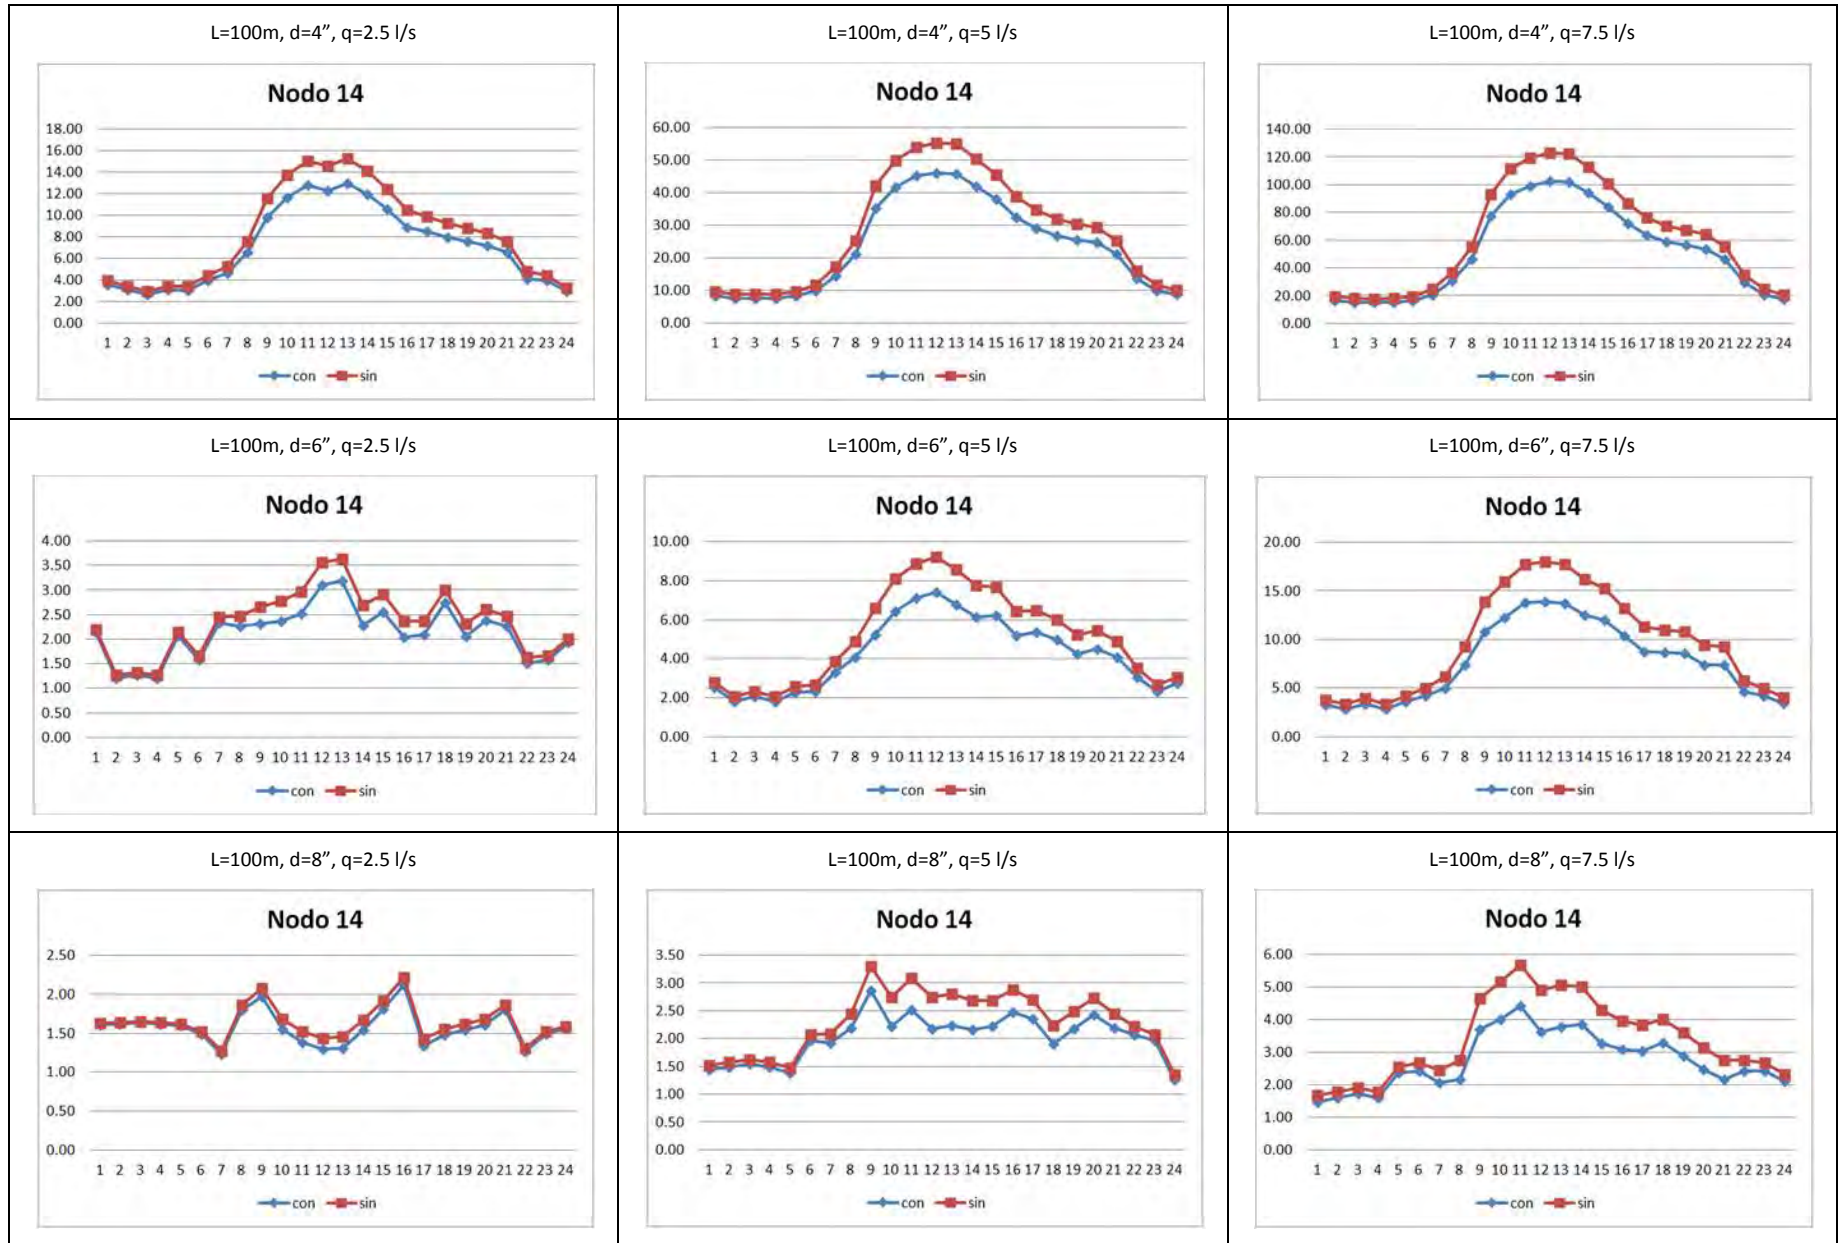 L=100m, d=4”, q=2.5 l/s
Nodo 14
18.00
16.00
14.00
12.00
10.00
8.00
6.00
4.00
2.00
0.00
1 2 3 4 5 6 7 8 9 10 11 12 13 14 15 16 17 18 19 20 21 22 23 24
con sin
L=100m, d=4”, q=5 l/s
Nodo 14
60.00
50.00
40.00
30.00
20.00
10.00
0.00
1 2 3 4 5 6 7 8 9 10 11 12 13 14 15 16 17 18 19 20 21 22 23 24
con sin
L=100m, d=4”, q=7.5 l/s
Nodo 14
140.00
120.00
100.00
80.00
60.00
40.00
20.00
0.00
1 2 3 4 5 6 7 8 9 10 11 12 13 14 15 16 17 18 19 20 21 22 23 24
con sin
L=100m, d=6”, q=2.5 l/s
Nodo 14
4.00
3.50
3.00
2.50
2.00
1.50
1.00
0.50
0.00
1 2 3 4 5 6 7 8 9 10 11 12 13 14 15 16 17 18 19 20 21 22 23 24
con sin
L=100m, d=6”, q=5 l/s
Nodo 14
10.00
8.00
6.00
4.00
2.00
0.00
1 2 3 4 5 6 7 8 9 10 11 12 13 14 15 16 17 18 19 20 21 22 23 24
con sin
L=100m, d=6”, q=7.5 l/s
Nodo 14
20.00
15.00
10.00
5.00
0.00
1 2 3 4 5 6 7 8 9 10 11 12 13 14 15 16 17 18 19 20 21 22 23 24
con sin
L=100m, d=8”, q=2.5 l/s
Nodo 14
2.50
2.00
1.50
1.00
0.50
0.00
1 2 3 4 5 6 7 8 9 10 11 12 13 14 15 16 17 18 19 20 21 22 23 24
con sin
L=100m, d=8”, q=5 l/s
Nodo 14
3.50
3.00
2.50
2.00
1.50
1.00
0.50
0.00
1 2 3 4 5 6 7 8 9 10 11 12 13 14 15 16 17 18 19 20 21 22 23 24
con sin
L=100m, d=8”, q=7.5 l/s
Nodo 14
6.00
5.00
4.00
3.00
2.00
1.00
0.00
1 2 3 4 5 6 7 8 9 10 11 12 13 14 15 16 17 18 19 20 21 22 23 24
con sin